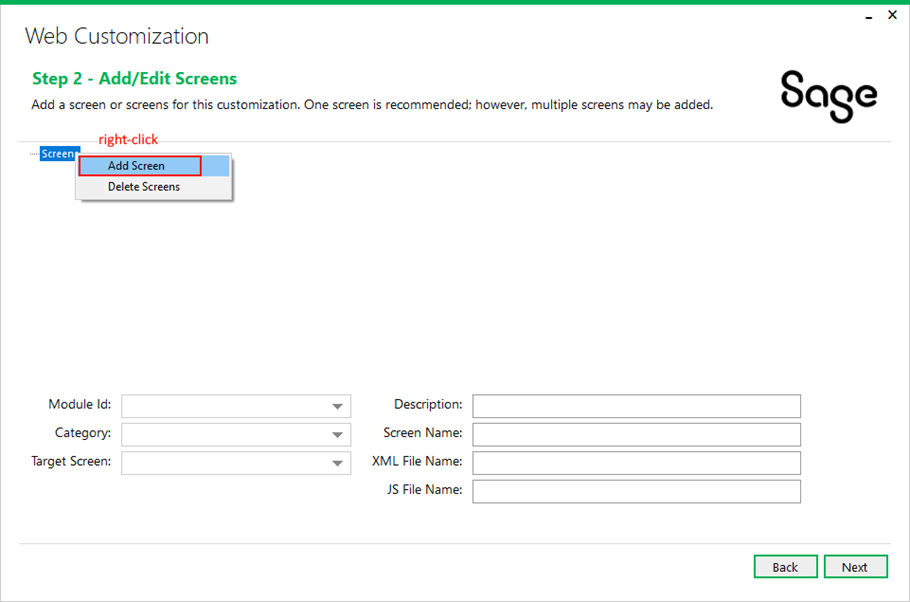 Web Customization
Step 2 - Add/Edit Screens
Add a screen or screens for this customization. One screen is recommended; however, multiple screens may be added.
Sage
right-click
Screens
Add Screen
Delete Screens
Module Id:
Description:
Category:
Screen Name:
Target Screen:
XML File Name:
JS File Name:
Back
Next